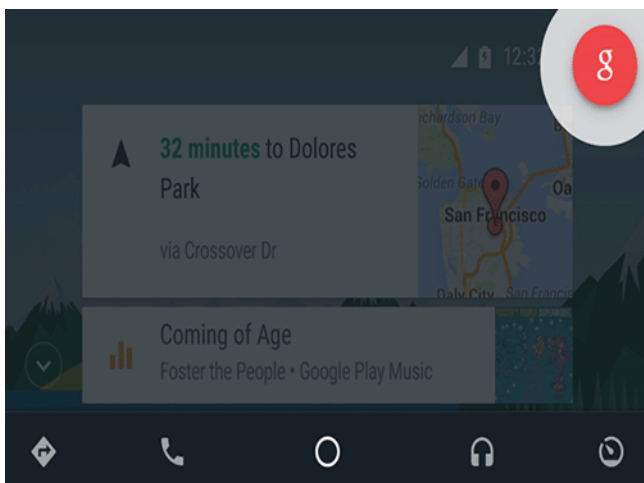 12:32
g
32 minutes to Dolores
Park
via Crossover Dr
Richardson Bay
Golden Gate
Oa
San Francisco
Daly City
San Francis
Coming of Age
Foster the People • Google Play Music